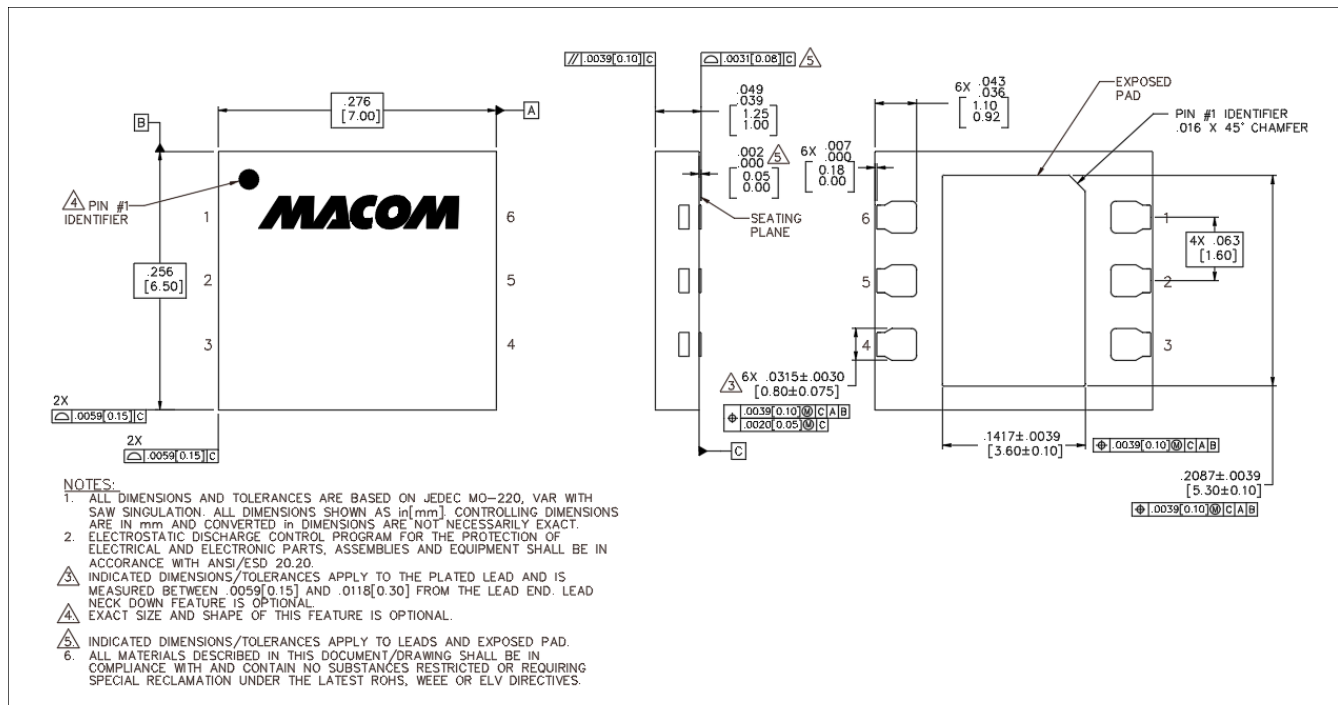 // .0039[0.10] C
⌓ .0031[0.08] C 5
.276
[7.00]
A
B
.049
.039
1.25
1.00
6X .043
.036
1.10
0.92
EXPOSED
PAD
PIN #1 IDENTIFIER
.016 X 45° CHAMFER
.002
.000
5
0.05
0.00
6X .007
.000
0.18
0.00
4 PIN #1
IDENTIFIER
MACOM
1
6
SEATING
PLANE
6
1
4X .063
[1.60]
.256
[6.50]
2
5
5
2
3
4
4
3
3 6X .0315±.0030
[0.80±0.075]
⌖ .0039[0.10]Ⓜ C A B
.0020[0.05]Ⓜ C
2X
⌓ .0059[0.15] C
2X
⌓ .0059[0.15] C
C
.1417±.0039
[3.60±0.10]
⌖ .0039[0.10]Ⓜ C A B
.2087±.0039
[5.30±0.10]
⌖ .0039[0.10]Ⓜ C A B
NOTES:
1. ALL DIMENSIONS AND TOLERANCES ARE BASED ON JEDEC MO-220, VAR WITH
SAW SINGULATION. ALL DIMENSIONS SHOWN AS in[mm]. CONTROLLING DIMENSIONS
ARE IN mm AND CONVERTED in DIMENSIONS ARE NOT NECESSARILY EXACT.
2. ELECTROSTATIC DISCHARGE CONTROL PROGRAM FOR THE PROTECTION OF
ELECTRICAL AND ELECTRONIC PARTS, ASSEMBLIES AND EQUIPMENT SHALL BE IN
ACCORANCE WITH ANSI/ESD 20.20.
3. INDICATED DIMENSIONS/TOLERANCES APPLY TO THE PLATED LEAD AND IS
MEASURED BETWEEN .0059[0.15] AND .0118[0.30] FROM THE LEAD END. LEAD
NECK DOWN FEATURE IS OPTIONAL.
4. EXACT SIZE AND SHAPE OF THIS FEATURE IS OPTIONAL.
5. INDICATED DIMENSIONS/TOLERANCES APPLY TO LEADS AND EXPOSED PAD.
6. ALL MATERIALS DESCRIBED IN THIS DOCUMENT/DRAWING SHALL BE IN
COMPLIANCE WITH AND CONTAIN NO SUBSTANCES RESTRICTED OR REQUIRING
SPECIAL RECLAMATION UNDER THE LATEST ROHS, WEEE OR ELV DIRECTIVES.